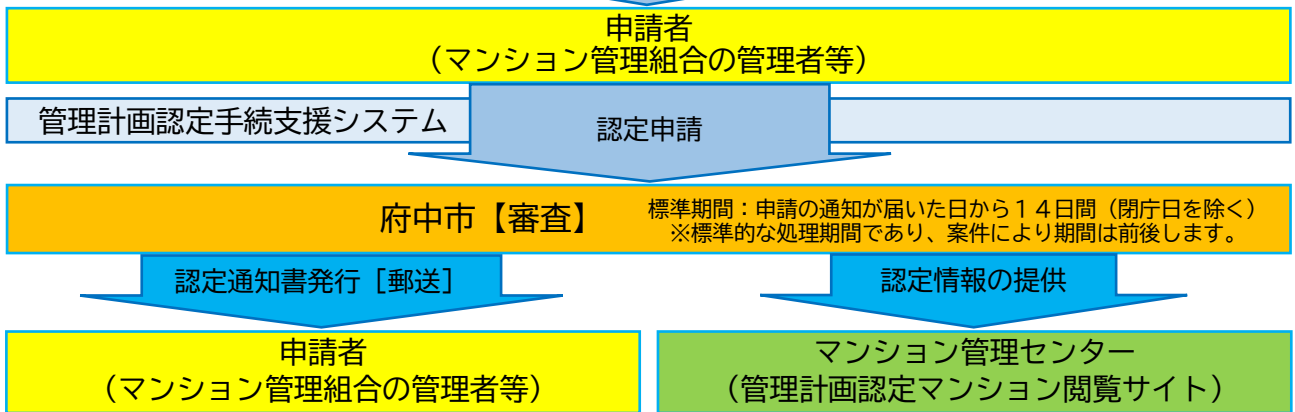 申請者
（マンション管理組合の管理者等）
管理計画認定手続支援システム
認定申請
府中市【審査】
標準期間：申請の通知が届いた日から１４日間（閉庁日を除く）
※標準的な処理期間であり、案件により期間は前後します。
認定通知書発行［郵送］
認定情報の提供
申請者
（マンション管理組合の管理者等）
マンション管理センター
（管理計画認定マンション閲覧サイト）